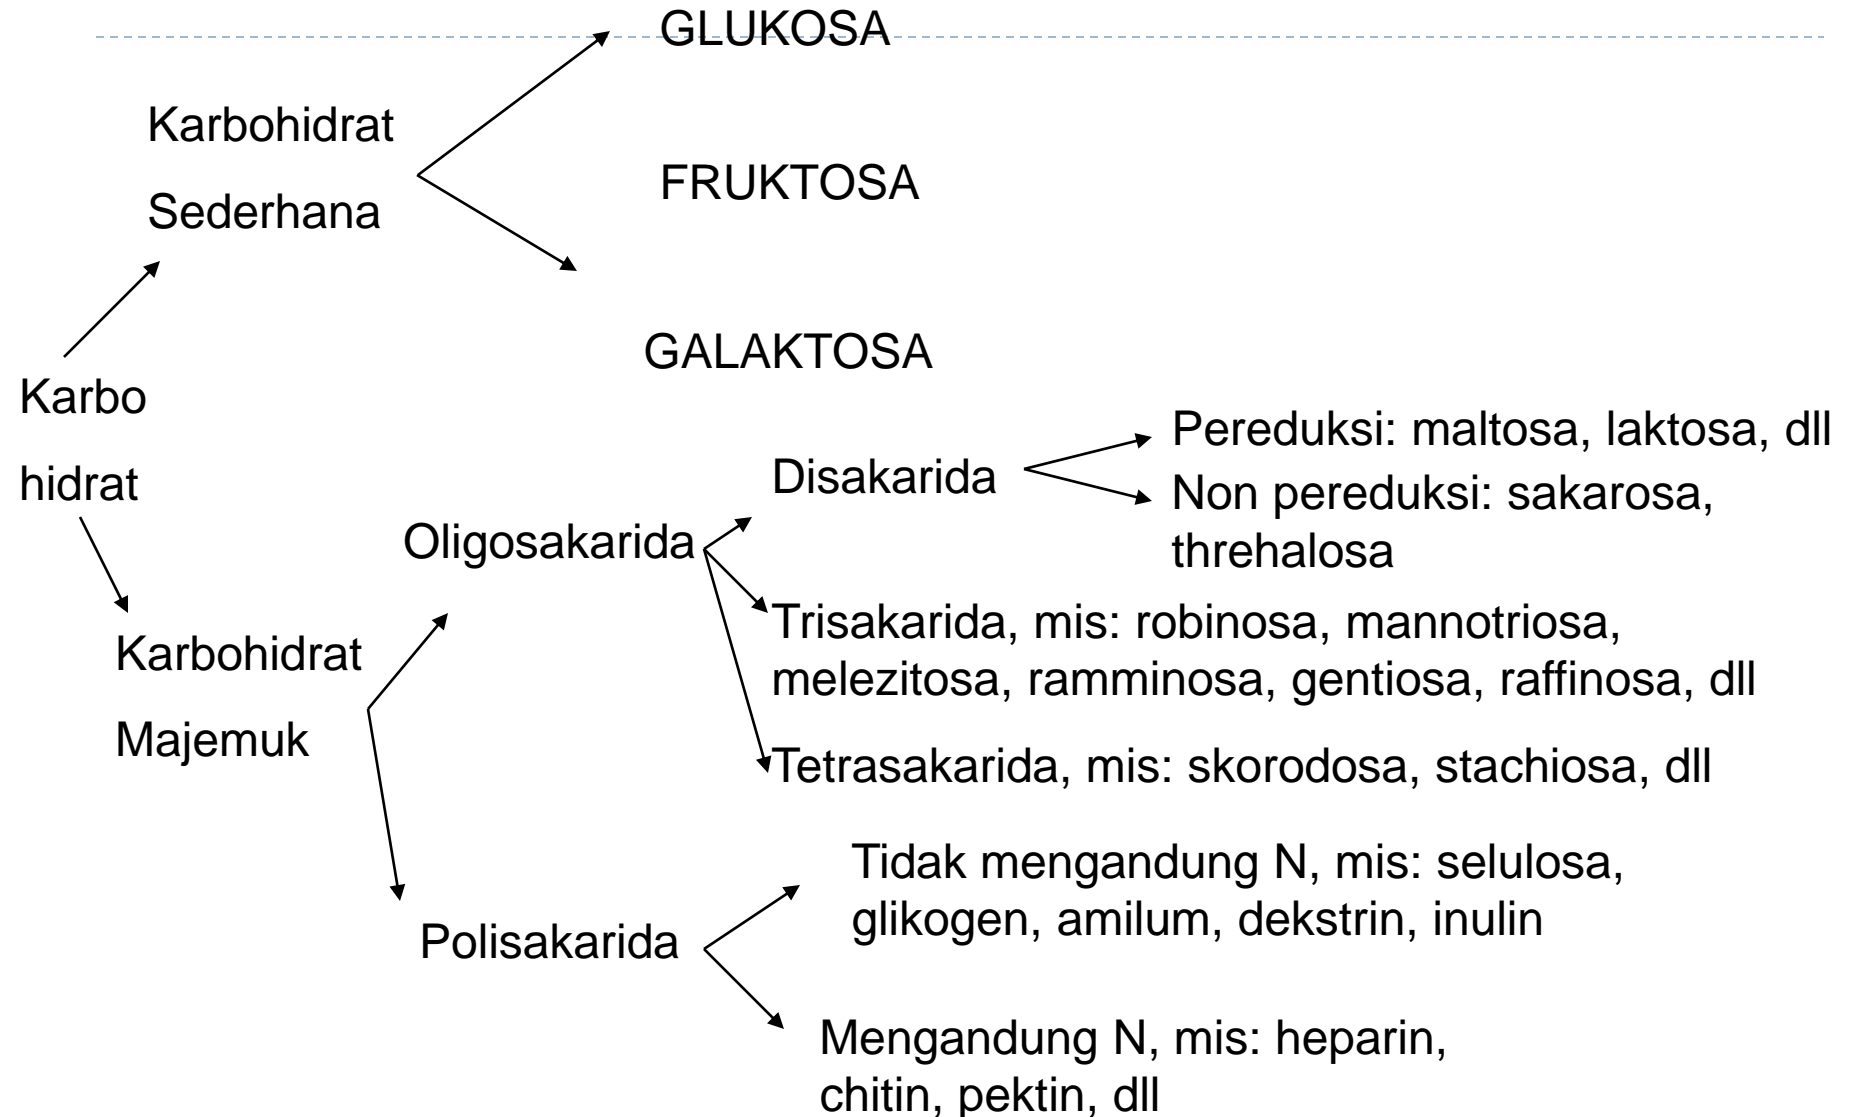 GLUKOSA
Karbohidrat
Sederhana
FRUKTOSA
GALAKTOSA
Karbo
hidrat
Pereduksi: maltosa, laktosa, dll
Disakarida
Non pereduksi: sakarosa,
threhalosa
Oligosakarida
Trisakarida, mis: robinosa, mannotriosa,
melezitosa, ramminosa, gentiosa, raffinosa, dll
Karbohidrat
Majemuk
Tetrasakarida, mis: skorodosa, stachiosa, dll
Tidak mengandung N, mis: selulosa,
glikogen, amilum, dekstrin, inulin
Polisakarida
Mengandung N, mis: heparin,
chitin, pektin, dll